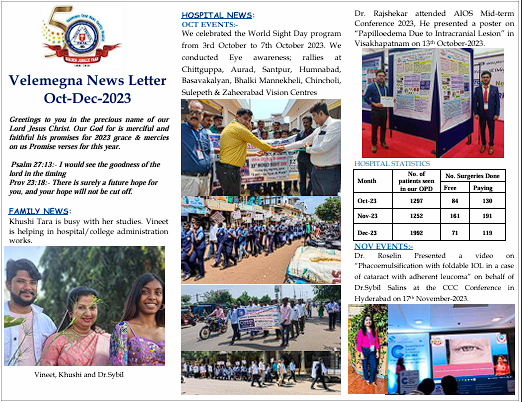 Velemegna News Letter
Oct-Dec-2023
Greetings to you in the precious name of our
Lord Jesus Christ. Our God for is merciful and
faithful his promises for 2023 grace & mercies
on us Promise verses for this year.
Psalm 27:13:- I would see the goodness of the
lord in the timing
Prov 23:18:- There is surely a future hope for
you, and your hope will not be cut off.
FAMILY NEWS:
Khushi Tara is busy with her studies. Vineet
is helping in hospital/college administration
works.
Vineet, Khushi and Dr.Sybil
HOSPITAL NEWS:
OCT EVENTS:-
We celebrated the World Sight Day program
from 3rd October to 7th October 2023. We
conducted Eye awareness; rallies at
Chittguppa, Aurad, Santpur, Humnabad,
Basavakalyan, Bhalki Mannekheli, Chincholi,
Sulepeth & Zaheerabad Vision Centres
Dr. Rajshekar attended AIOS Mid-term
Conference 2023, He presented a poster on
"Papilloedema Due to Intracranial Lesion" in
Visakhapatnam on 13th October-2023.
HOSPITAL STATISTICS
Month No. of patients seen in our OPD No. Surgeries Done
Free Paying
Oct-23 1297 84 130
Nov-23 1252 161 191
Dec-23 1992 71 119
NOV EVENTS:-
Dr. Roselin Presented a video on
"Phacoemulsification with foldable IOL in a case
of cataract with adherent leucoma" on behalf of
Dr.Sybil Salins at the CCC Conference in
Hyderabad on 17th November-2023.